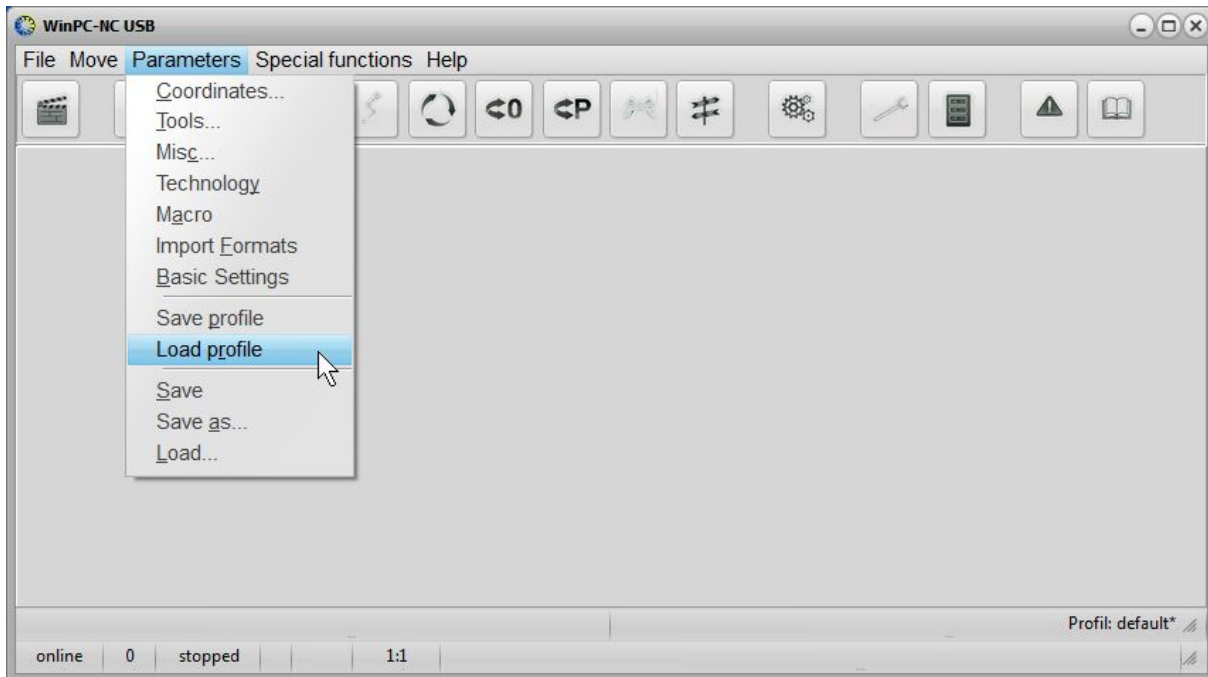 WinPC-NC USB
File Move Parameters Special functions Help
0 P
Coordinates...
Tools...
Misc...
Technology
Macro
Import Formats
Basic Settings
Save profile
Load profile
Save
Save as...
Load...
Profil: default*
online 0 stopped 1:1